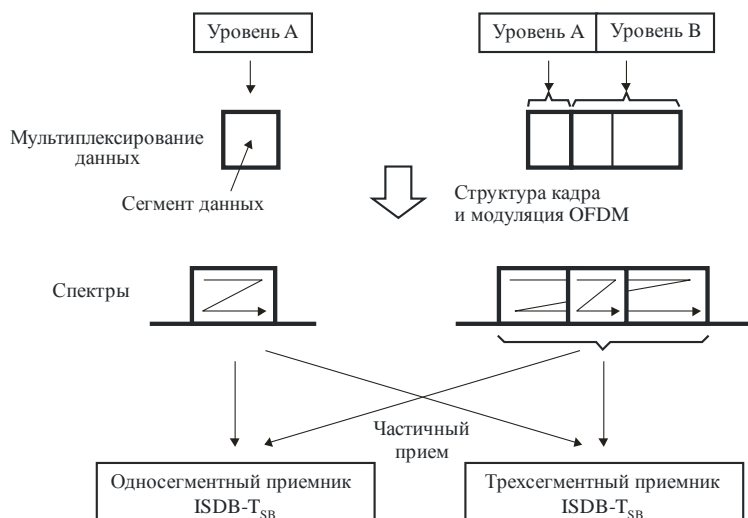 Уровень A
Уровень A
Уровень B
Мультиплексирование
данных
Сегмент данных
Структура кадра
и модуляция OFDM
Спектры
Частичный
прием
Односегментный приемник
ISDB-T_SB
Трехсегментный приемник
ISDB-T_SB